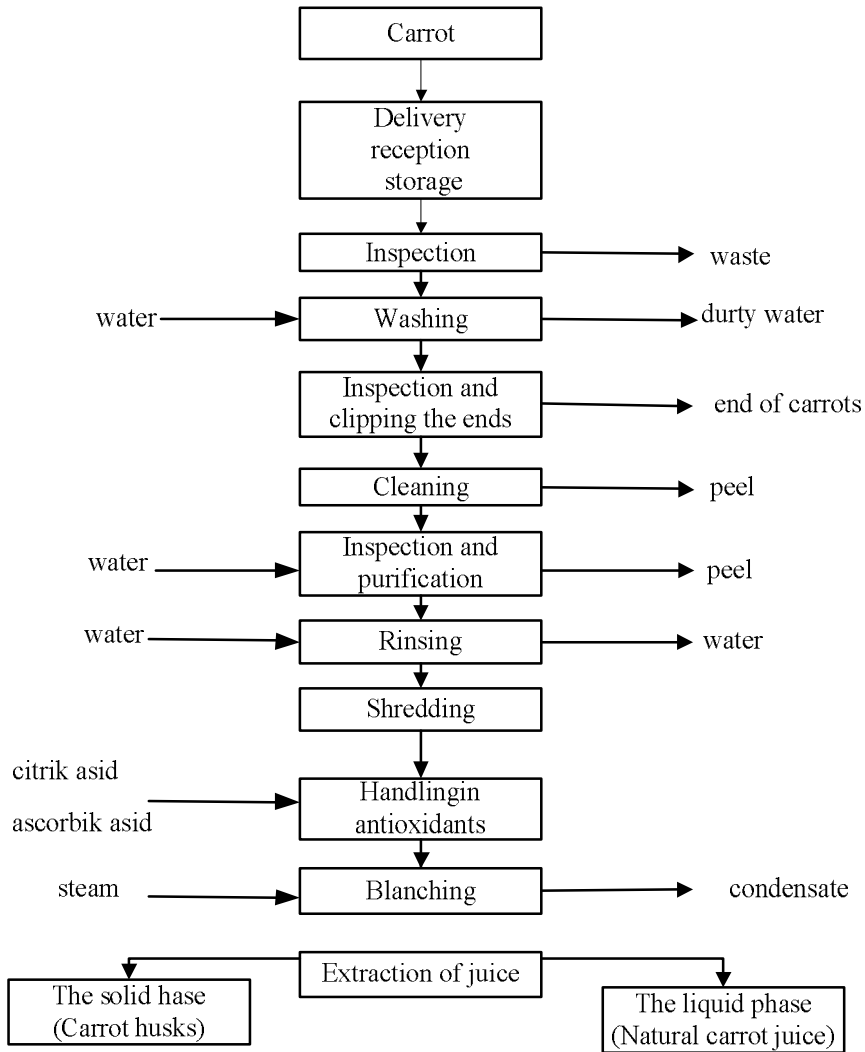 Carrot
Delivery
reception
storage
Inspection
waste
water
Washing
durty water
Inspection and
clipping the ends
end of carrots
Cleaning
peel
water
Inspection and
purification
peel
water
Rinsing
water
Shredding
citrik asid
ascorbik asid
Handlingin
antioxidants
steam
Blanching
condensate
Extraction of juice
The solid hase
(Carrot husks)
The liquid phase
(Natural carrot juice)